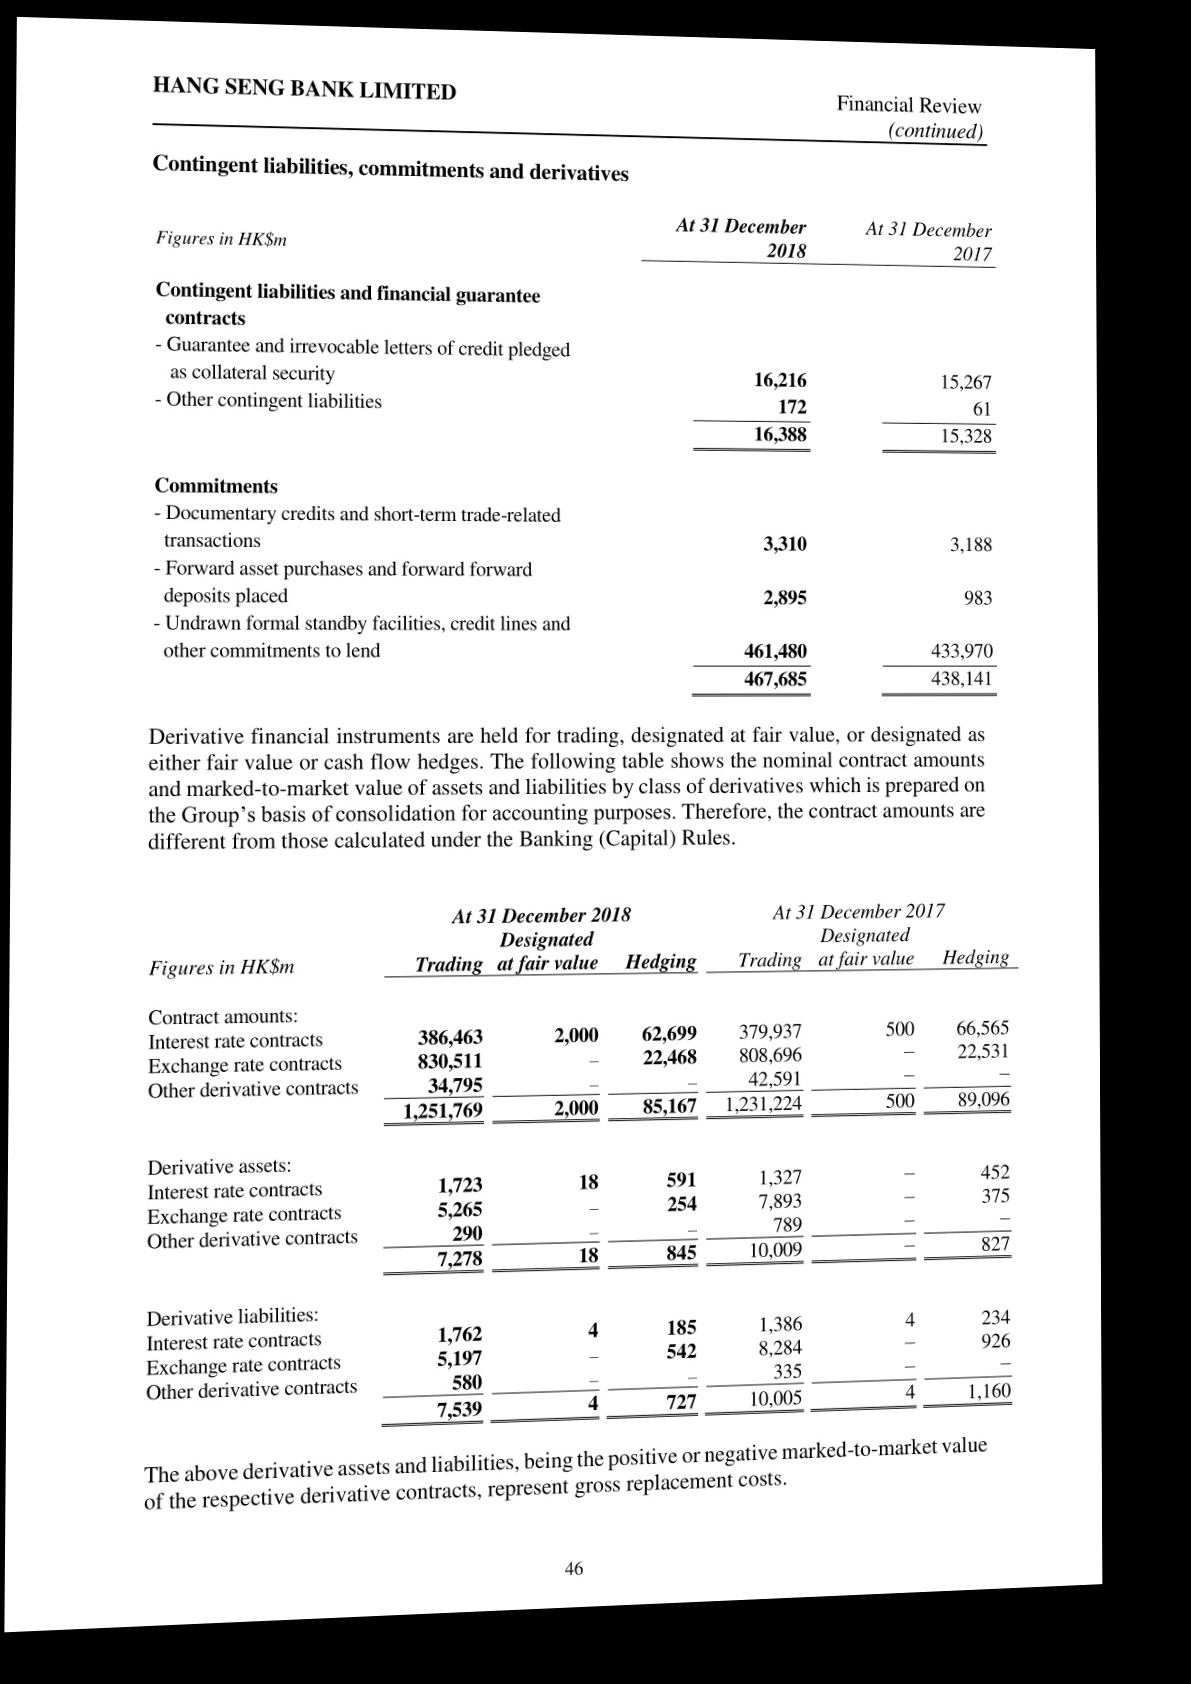 HANG SENG BANK LIMITED
Financial Review
(continued)
Contingent liabilities, commitments and derivatives
Figures in HK$m
At 31 December 2018
At 31 December 2017
Contingent liabilities and financial guarantee
contracts
- Guarantee and irrevocable letters of credit pledged
as collateral security 16,216 15,267
- Other contingent liabilities 172 61
16,388 15,328
Commitments
- Documentary credits and short-term trade-related
transactions 3,310 3,188
- Forward asset purchases and forward forward
deposits placed 2,895 983
- Undrawn formal standby facilities, credit lines and
other commitments to lend 461,480 433,970
467,685 438,141
Derivative financial instruments are held for trading, designated at fair value, or designated as
either fair value or cash flow hedges. The following table shows the nominal contract amounts
and marked-to-market value of assets and liabilities by class of derivatives which is prepared on
the Group's basis of consolidation for accounting purposes. Therefore, the contract amounts are
different from those calculated under the Banking (Capital) Rules.
At 31 December 2018 At 31 December 2017
Designated Designated
Figures in HK$m Trading at fair value Hedging Trading at fair value Hedging
Contract amounts:
Interest rate contracts 386,463 2,000 62,699 379,937 500 66,565
Exchange rate contracts 830,511 – 22,468 808,696 – 22,531
Other derivative contracts 34,795 – – 42,591 – –
1,251,769 2,000 85,167 1,231,224 500 89,096
Derivative assets:
Interest rate contracts 1,723 18 591 1,327 – 452
Exchange rate contracts 5,265 – 254 7,893 – 375
Other derivative contracts 290 – – 789 – –
7,278 18 845 10,009 – 827
Derivative liabilities:
Interest rate contracts 1,762 4 185 1,386 4 234
Exchange rate contracts 5,197 – 542 8,284 – 926
Other derivative contracts 580 – – 335 – –
7,539 4 727 10,005 4 1,160
The above derivative assets and liabilities, being the positive or negative marked-to-market value
of the respective derivative contracts, represent gross replacement costs.
46